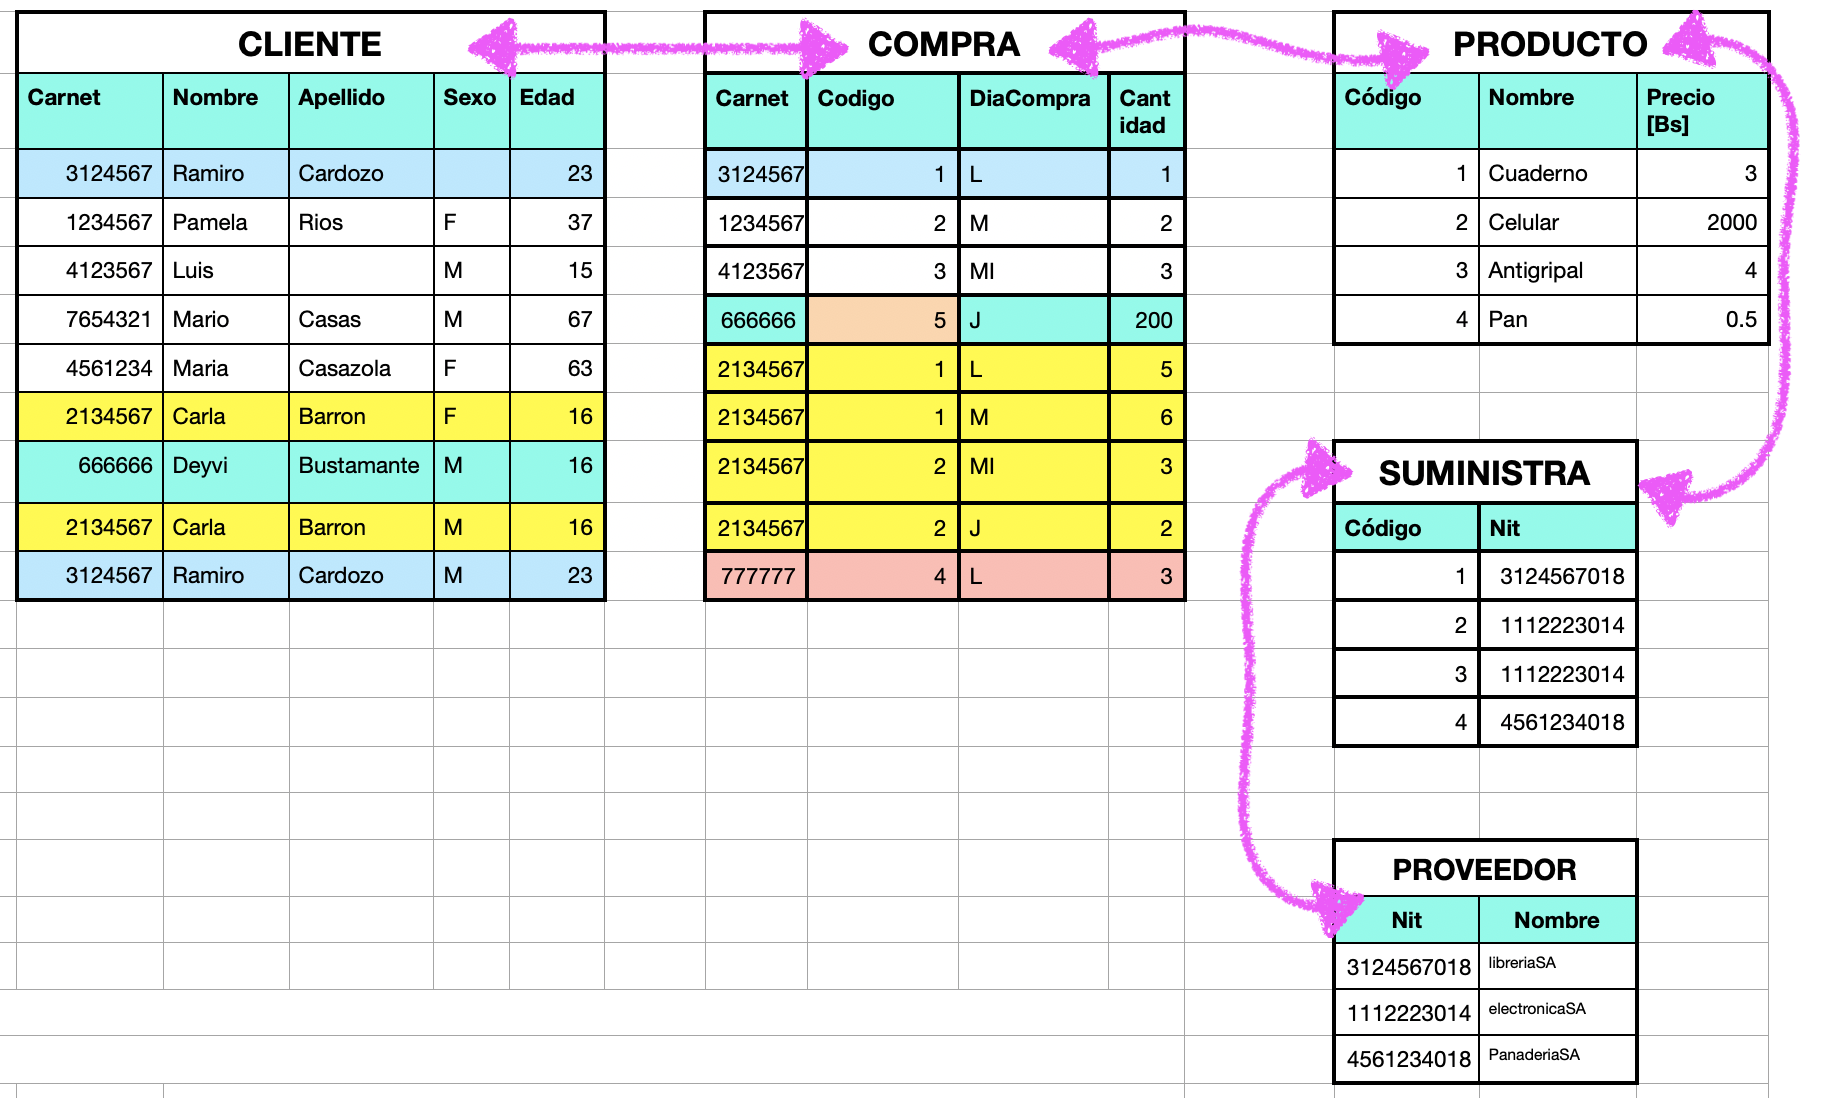 CLIENTE
Carnet Nombre Apellido Sexo Edad
3124567 Ramiro Cardozo 23
1234567 Pamela Rios F 37
4123567 Luis M 15
7654321 Mario Casas M 67
4561234 Maria Casazola F 63
2134567 Carla Barron F 16
666666 Deyvi Bustamante M 16
2134567 Carla Barron M 16
3124567 Ramiro Cardozo M 23
COMPRA
Carnet Codigo DiaCompra Cant
idad
3124567 1 L 1
1234567 2 M 2
4123567 3 MI 3
666666 5 J 200
2134567 1 L 5
2134567 1 M 6
2134567 2 MI 3
2134567 2 J 2
777777 4 L 3
PRODUCTO
Código Nombre Precio
[Bs]
1 Cuaderno 3
2 Celular 2000
3 Antigripal 4
4 Pan 0.5
SUMINISTRA
Código Nit
1 3124567018
2 1112223014
3 1112223014
4 4561234018
PROVEEDOR
Nit Nombre
3124567018 libreriaSA
1112223014 electronicaSA
4561234018 PanaderiaSA